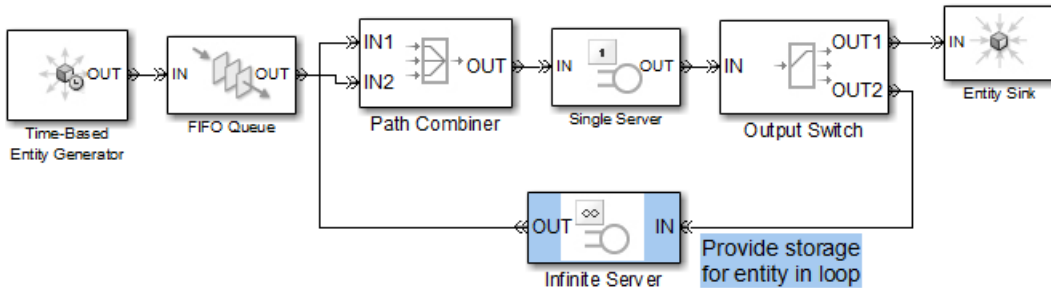 OUT
Time-Based
Entity Generator
IN OUT
FIFO Queue
IN1
IN2
OUT
Path Combiner
1
IN OUT
Single Server
IN
OUT1
OUT2
Output Switch
IN
Entity Sink
OUT ∞ IN
Infinite Server
Provide storage
for entity in loop